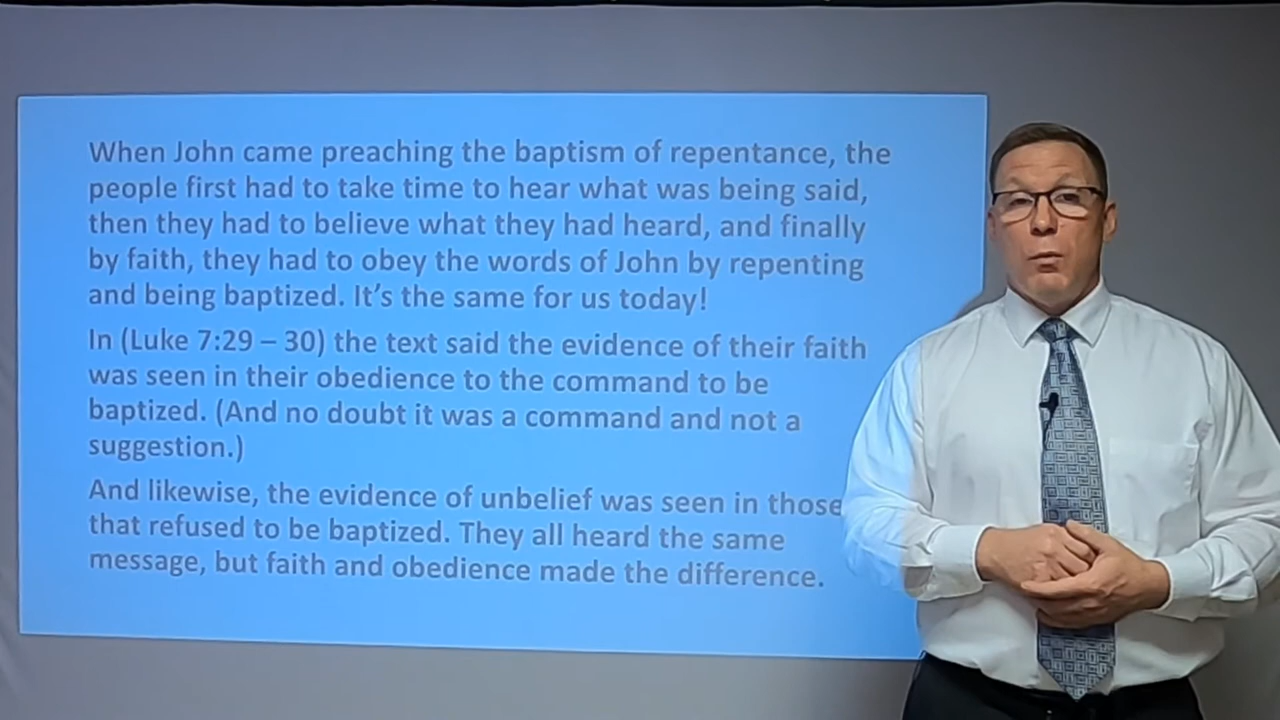 When John came preaching the baptism of repentance, the
people first had to take time to hear what was being said,
then they had to believe what they had heard, and finally
by faith, they had to obey the words of John by repenting
and being baptized. It's the same for us today!
In (Luke 7:29 – 30) the text said the evidence of their faith
was seen in their obedience to the command to be
baptized. (And no doubt it was a command and not a
suggestion.)
And likewise, the evidence of unbelief was seen in those
that refused to be baptized. They all heard the same
message, but faith and obedience made the difference.